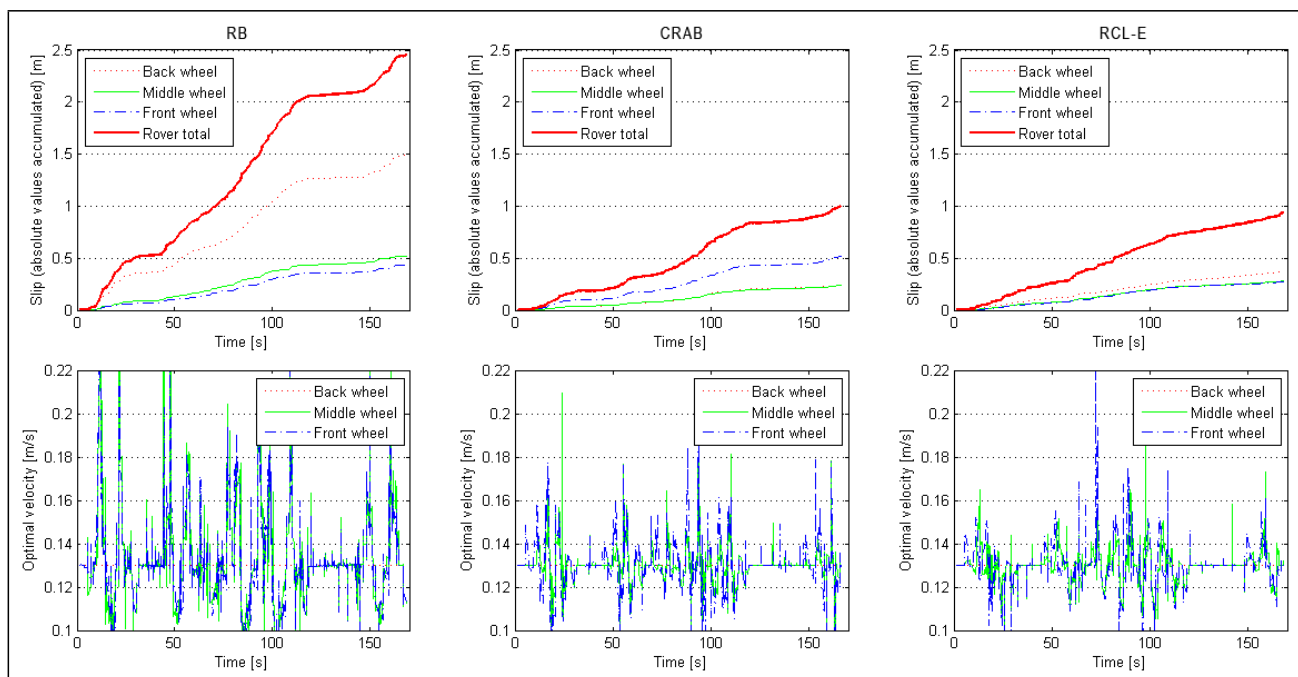 RB
2.5
2
1.5
1
0.5
0
Slip (absolute values accumulated) [m]
Back wheel
Middle wheel
Front wheel
Rover total
0 50 100 150
Time [s]
CRAB
2.5
2
1.5
1
0.5
0
Slip (absolute values accumulated) [m]
Back wheel
Middle wheel
Front wheel
Rover total
0 50 100 150
Time [s]
RCL-E
2.5
2
1.5
1
0.5
0
Slip (absolute values accumulated) [m]
Back wheel
Middle wheel
Front wheel
Rover total
0 50 100 150
Time [s]
0.22
0.2
0.18
0.16
0.14
0.12
0.1
Optimal velocity [m/s]
Back wheel
Middle wheel
Front wheel
0 50 100 150
Time [s]
0.22
0.2
0.18
0.16
0.14
0.12
0.1
Optimal velocity [m/s]
Back wheel
Middle wheel
Front wheel
0 50 100 150
Time [s]
0.22
0.2
0.18
0.16
0.14
0.12
0.1
Optimal velocity [m/s]
Back wheel
Middle wheel
Front wheel
0 50 100 150
Time [s]